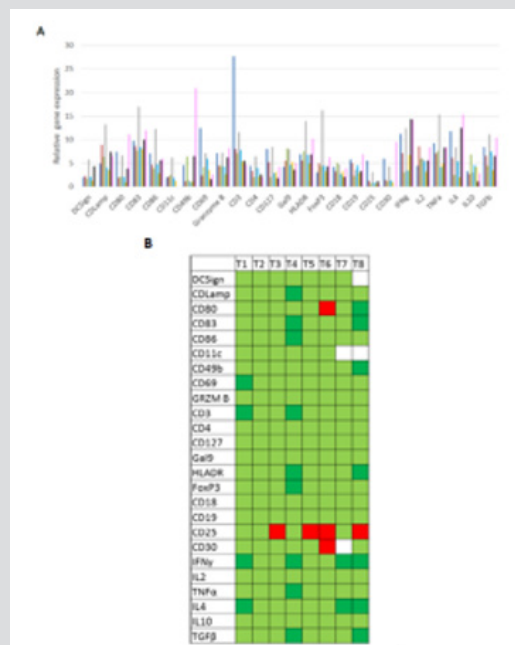 A
Relative gene expression
30
25
20
15
10
5
0
DCSign
CDLamp
CD80
CD83
CD86
CD11c
CD49b
CD69
Granzeme B
CD3
CD4
CD127
Gal9
HLADR
FoxP3
CD18
CD19
CD25
CD30
IFNg
IL2
TNFa
IL4
IL10
TGFb
B
T1 T2 T3 T4 T5 T6 T7 T8
DCSign
CDLamp
CD80
CD83
CD86
CD11c
CD49b
CD69
GRZM B
CD3
CD4
CD127
Gal9
HLADR
FoxP3
CD18
CD19
CD25
CD30
IFNγ
IL2
TNFα
IL4
IL10
TGFβ